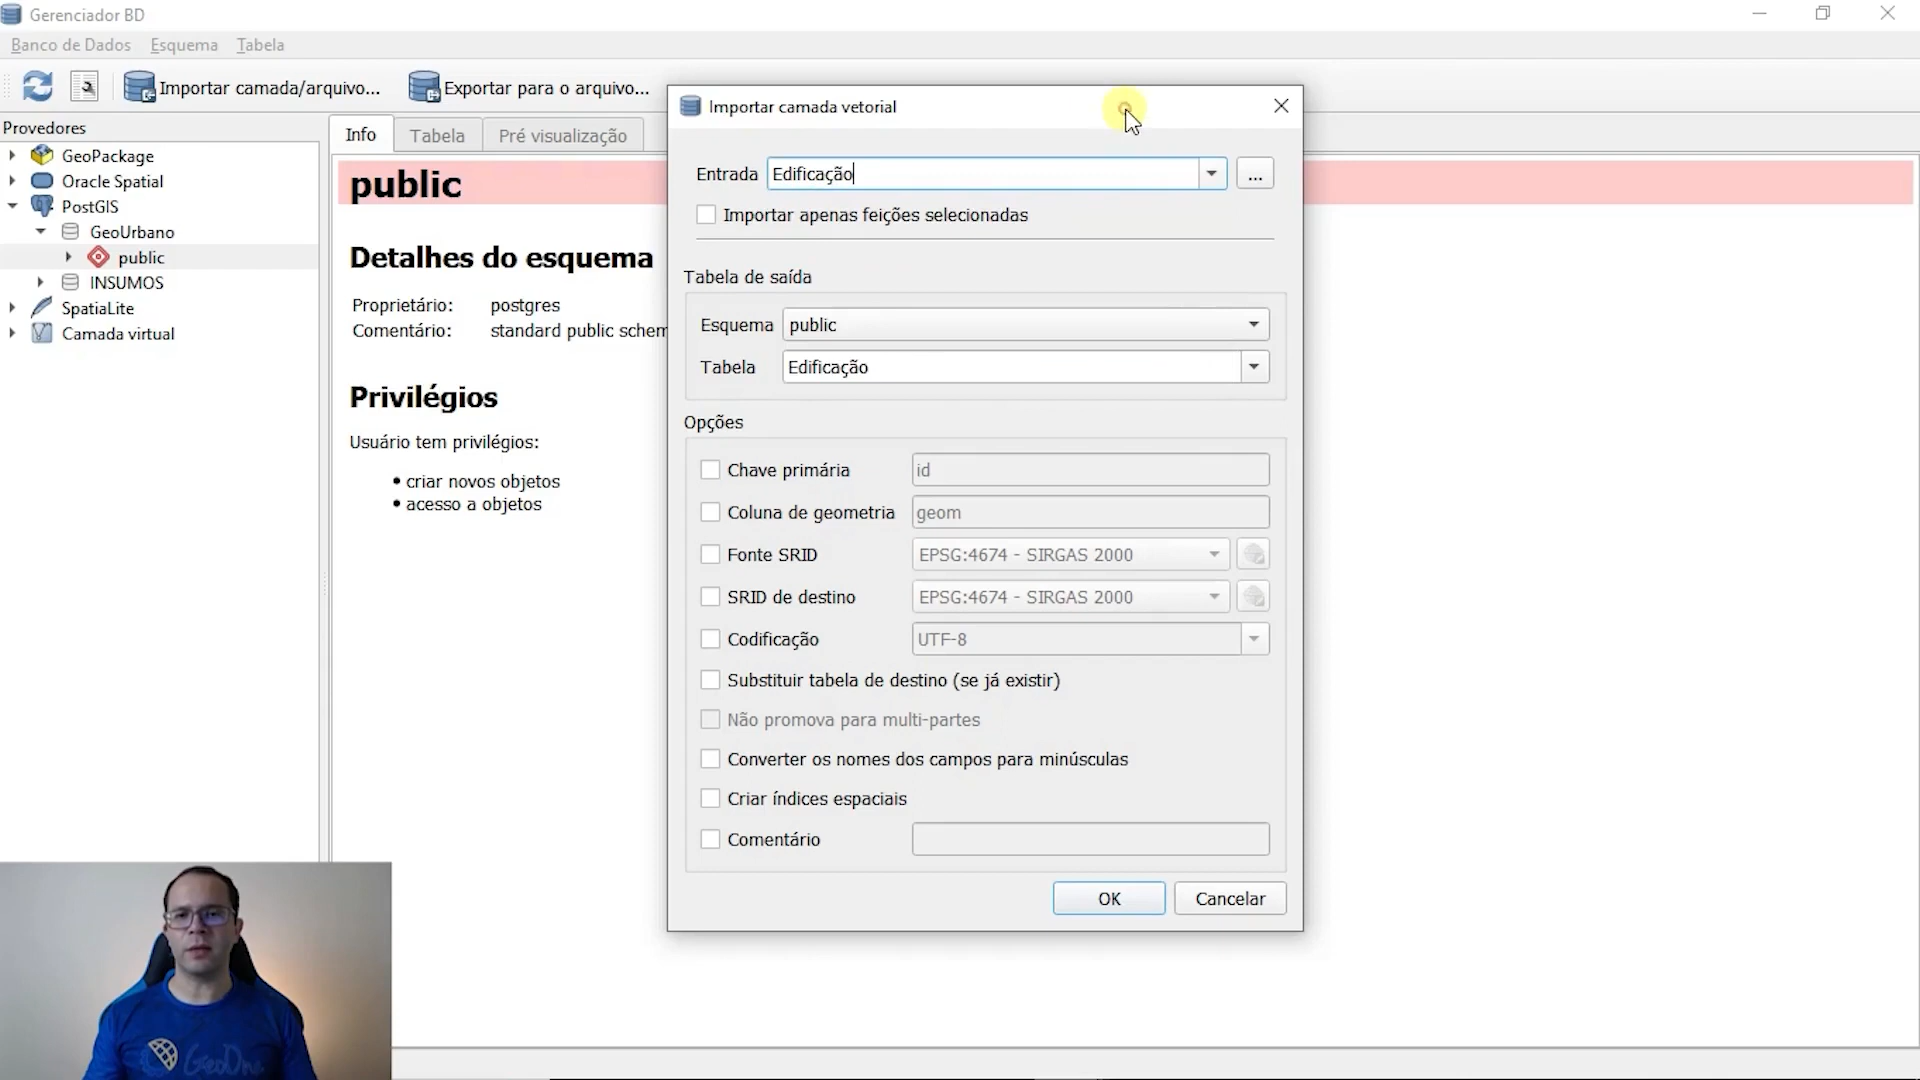 Gerenciador BD
Banco de Dados Esquema Tabela
Importar camada/arquivo... Exportar para o arquivo...
Provedores
GeoPackage
Oracle Spatial
PostGIS
GeoUrbano
public
INSUMOS
SpatiaLite
Camada virtual
Info Tabela Pré visualização
public
Detalhes do esquema
Proprietário: postgres
Comentário: standard public schem
Privilégios
Usuário tem privilégios:
• criar novos objetos
• acesso a objetos
Importar camada vetorial
Entrada Edificação ...
Importar apenas feições selecionadas
Tabela de saída
Esquema public
Tabela Edificação
Opções
Chave primária id
Coluna de geometria geom
Fonte SRID EPSG:4674 - SIRGAS 2000
SRID de destino EPSG:4674 - SIRGAS 2000
Codificação UTF-8
Substituir tabela de destino (se já existir)
Não promova para multi-partes
Converter os nomes dos campos para minúsculas
Criar índices espaciais
Comentário
OK Cancelar
GeoOne